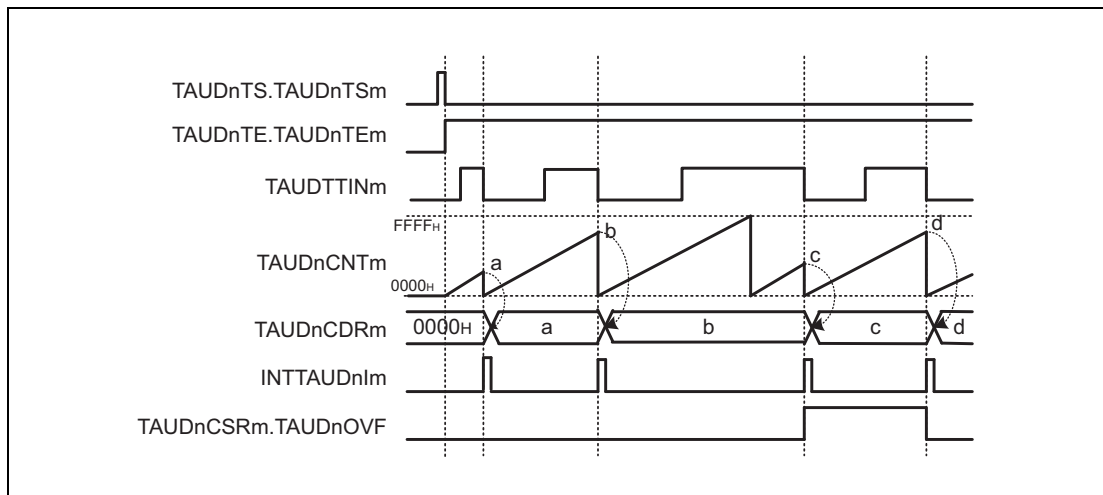 TAUDnTS.TAUDnTSm
TAUDnTE.TAUDnTEm
TAUDTTINm
FFFFH
TAUDnCNTm
0000H
a
b
c
d
TAUDnCDRm
0000H
a
b
c
d
INTTAUDnIm
TAUDnCSRm.TAUDnOVF